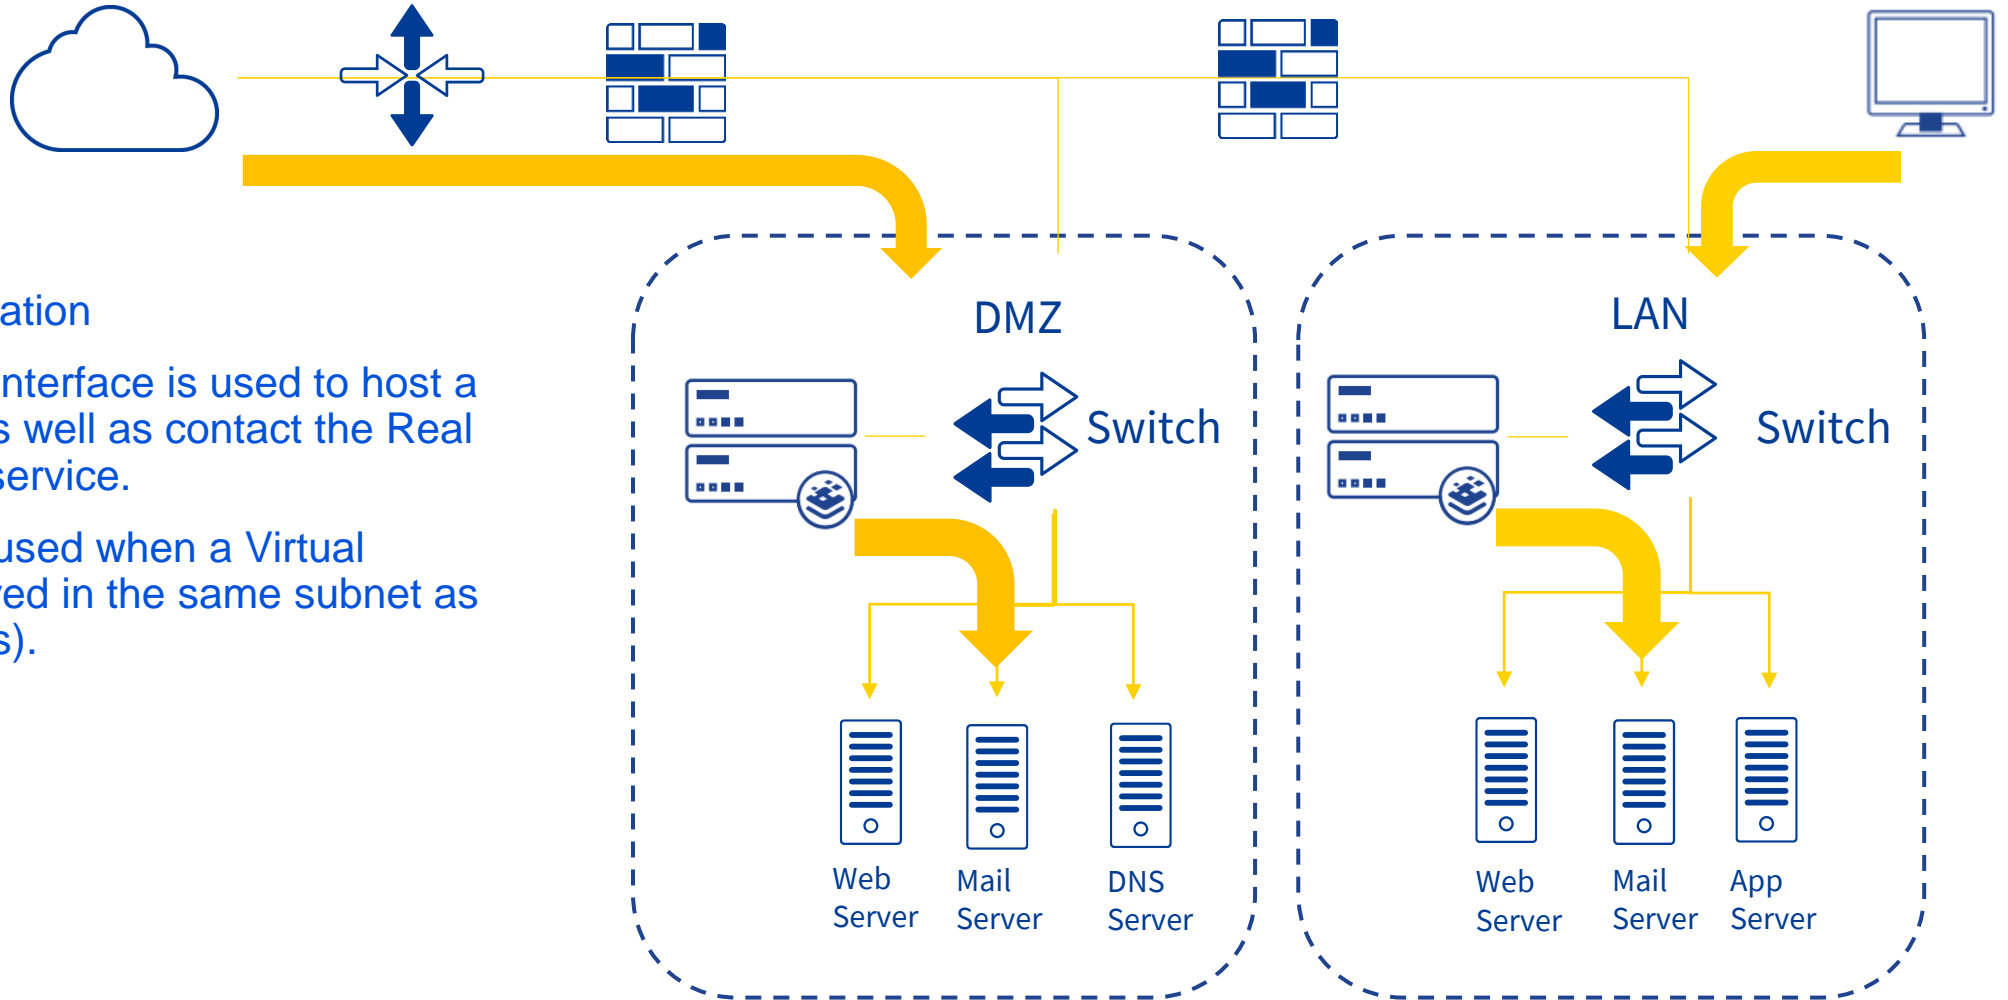 ation
nterface is used to host a
s well as contact the Real
service.
used when a Virtual
ved in the same subnet as
s).
DMZ
Switch
Web
Server
Mail
Server
DNS
Server
LAN
Switch
Web
Server
Mail
Server
App
Server